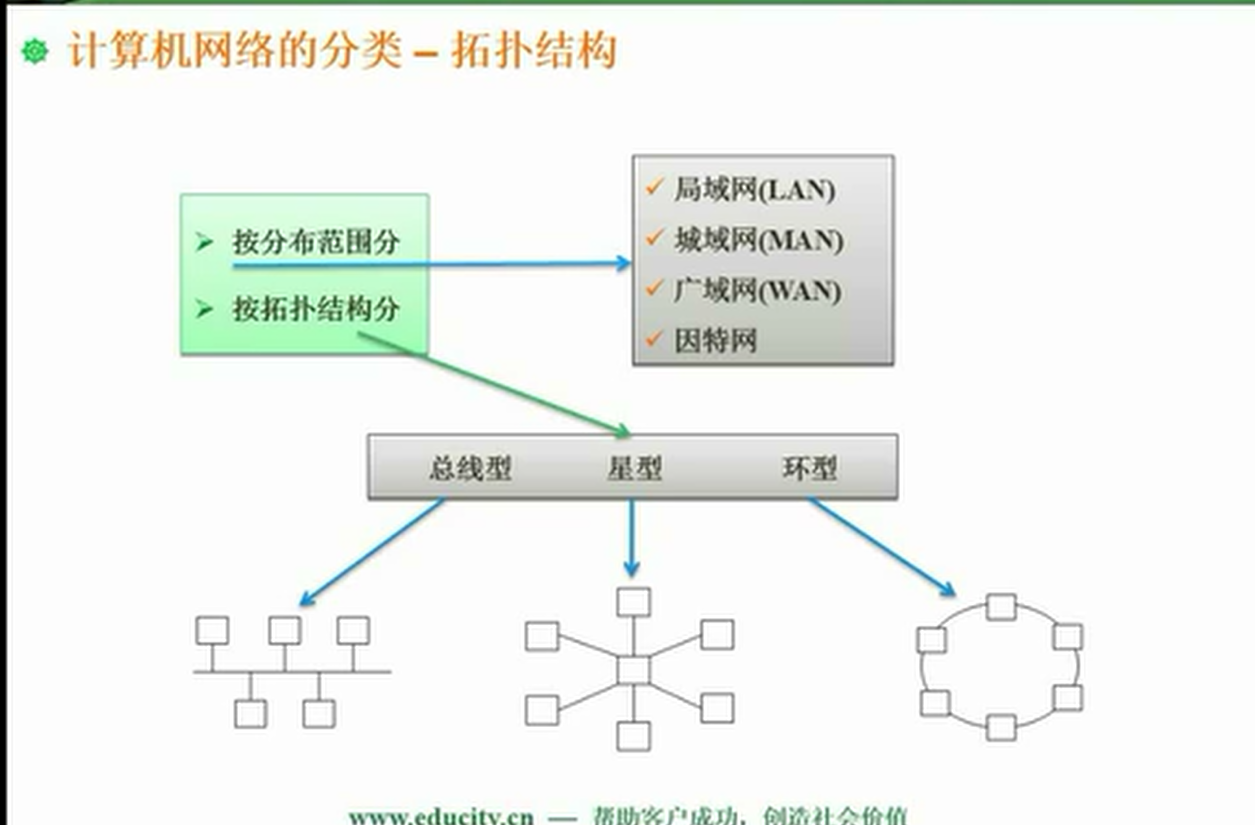 计算机网络的分类 – 拓扑结构
按分布范围分
按拓扑结构分
局域网(LAN)
城域网(MAN)
广域网(WAN)
因特网
总线型 星型 环型
www.educity.cn — 帮助客户成功，创造社会价值